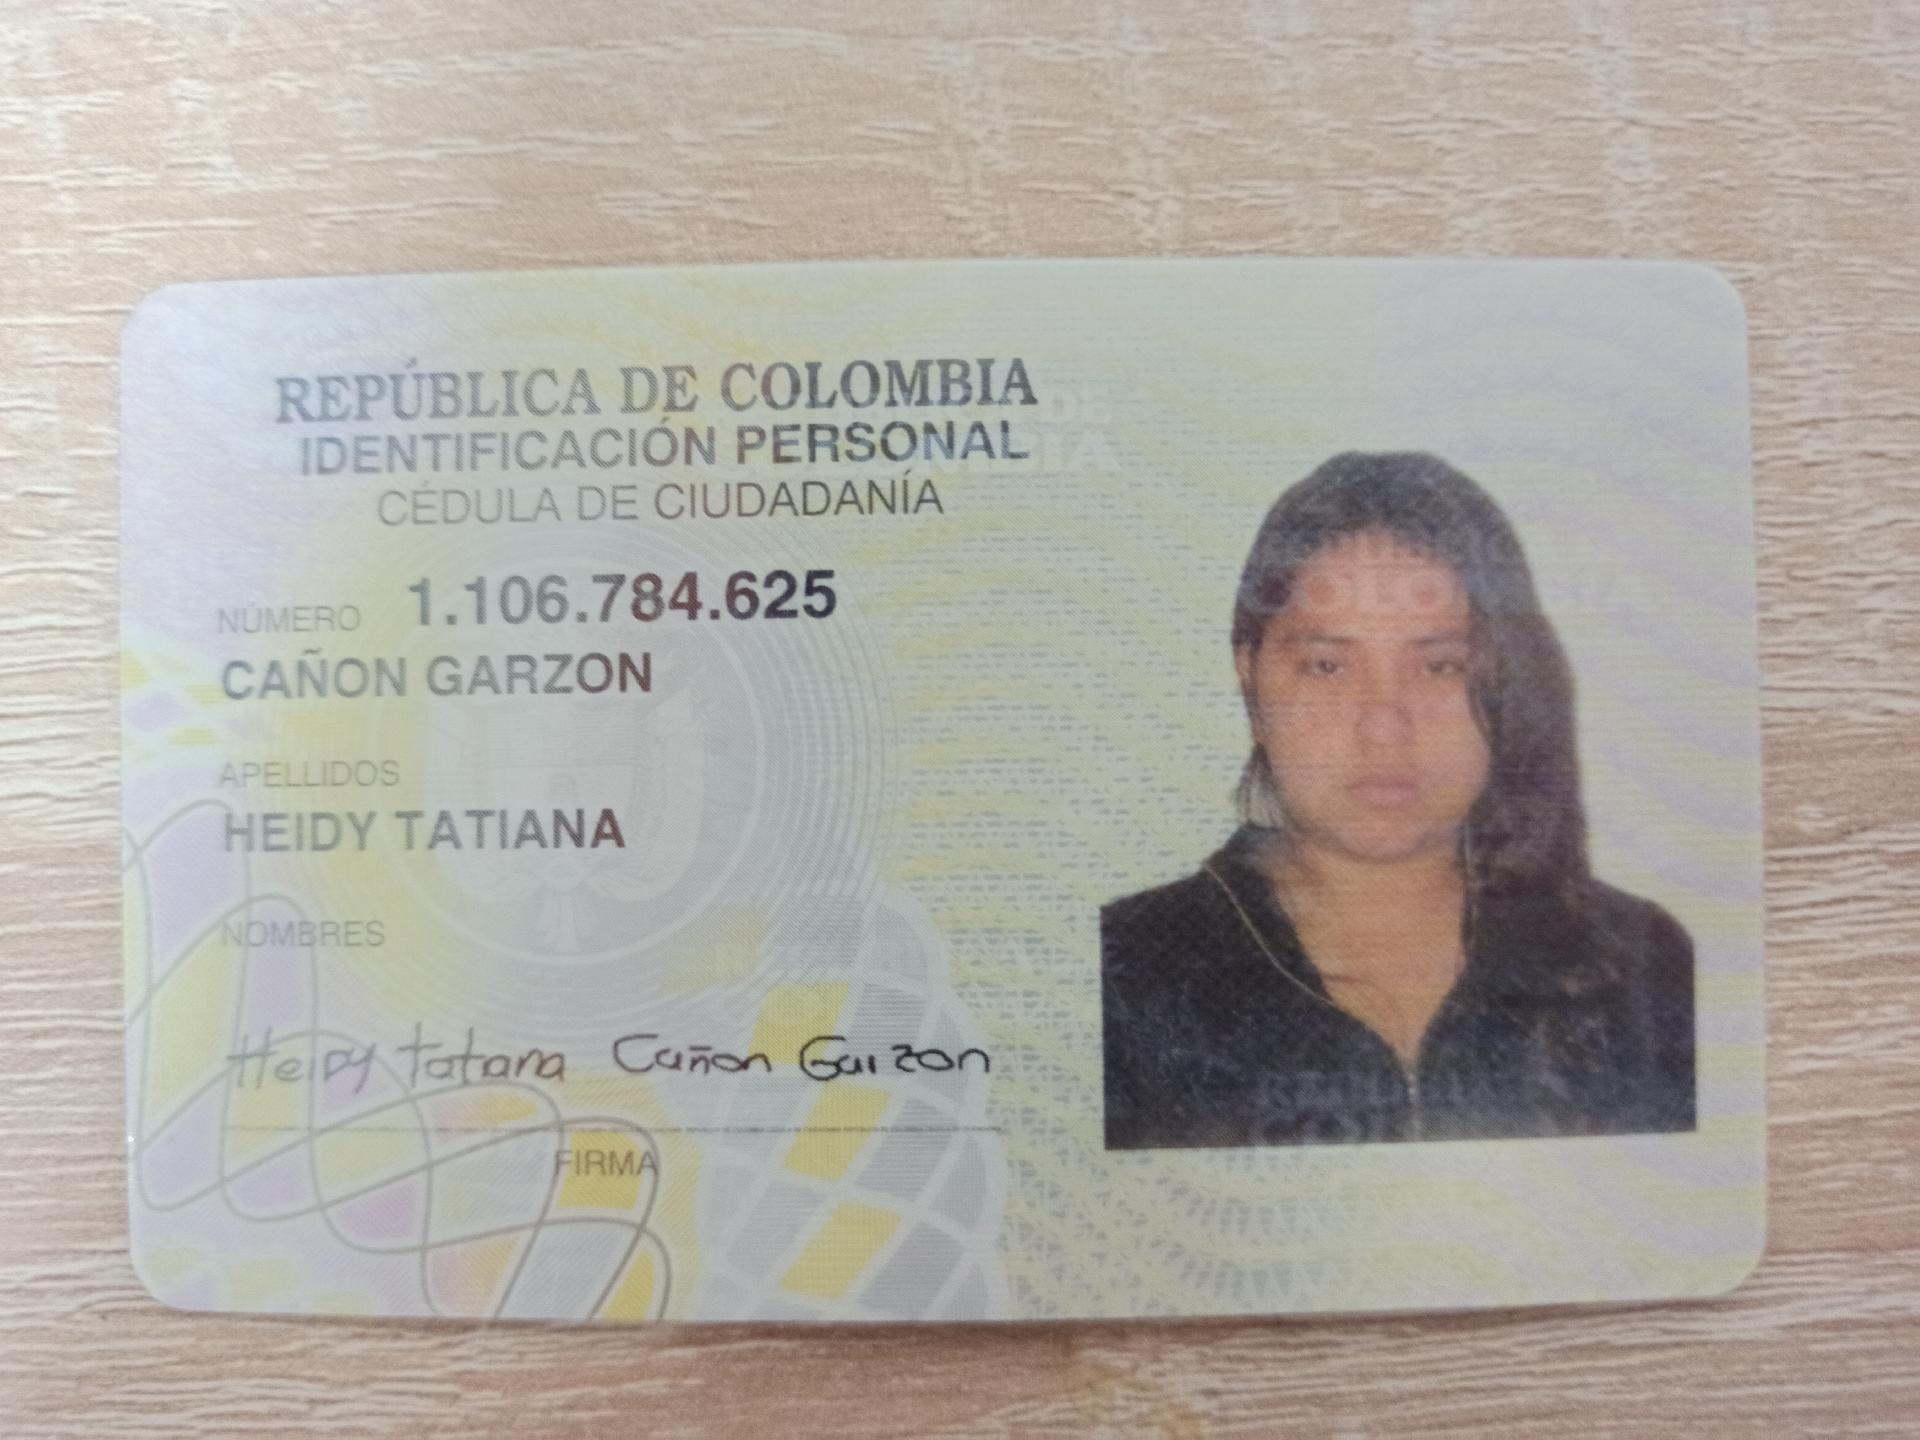 REPÚBLICA DE COLOMBIA
IDENTIFICACIÓN PERSONAL
CÉDULA DE CIUDADANÍA
NÚMERO 1.106.784.625
CAÑON GARZON
APELLIDOS
HEIDY TATIANA
NOMBRES
Heidy Tatiana Cañon Garzon
FIRMA